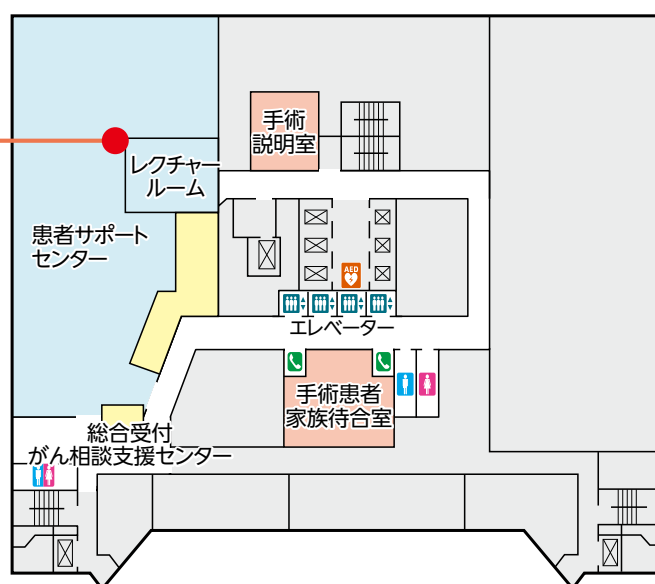 手術
説明室
レクチャー
ルーム
患者サポート
センター
AED
エレベーター
手術患者
家族待合室
総合受付
がん相談支援センター